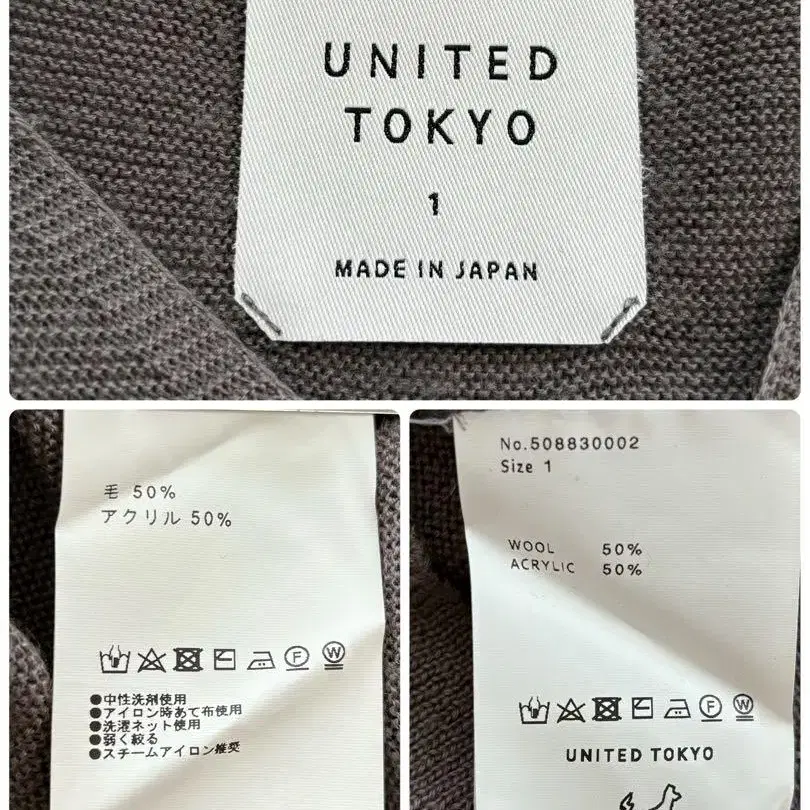 UNITED
TOKYO
1
MADE IN JAPAN
毛 50%
アクリル 50%
F
W
●中性洗剤使用
●アイロン時あて布使用
●洗濯ネット使用
●弱く絞る
●スチームアイロン推奨
No.508830002
Size 1
WOOL 50%
ACRYLIC 50%
F
W
UNITED TOKYO